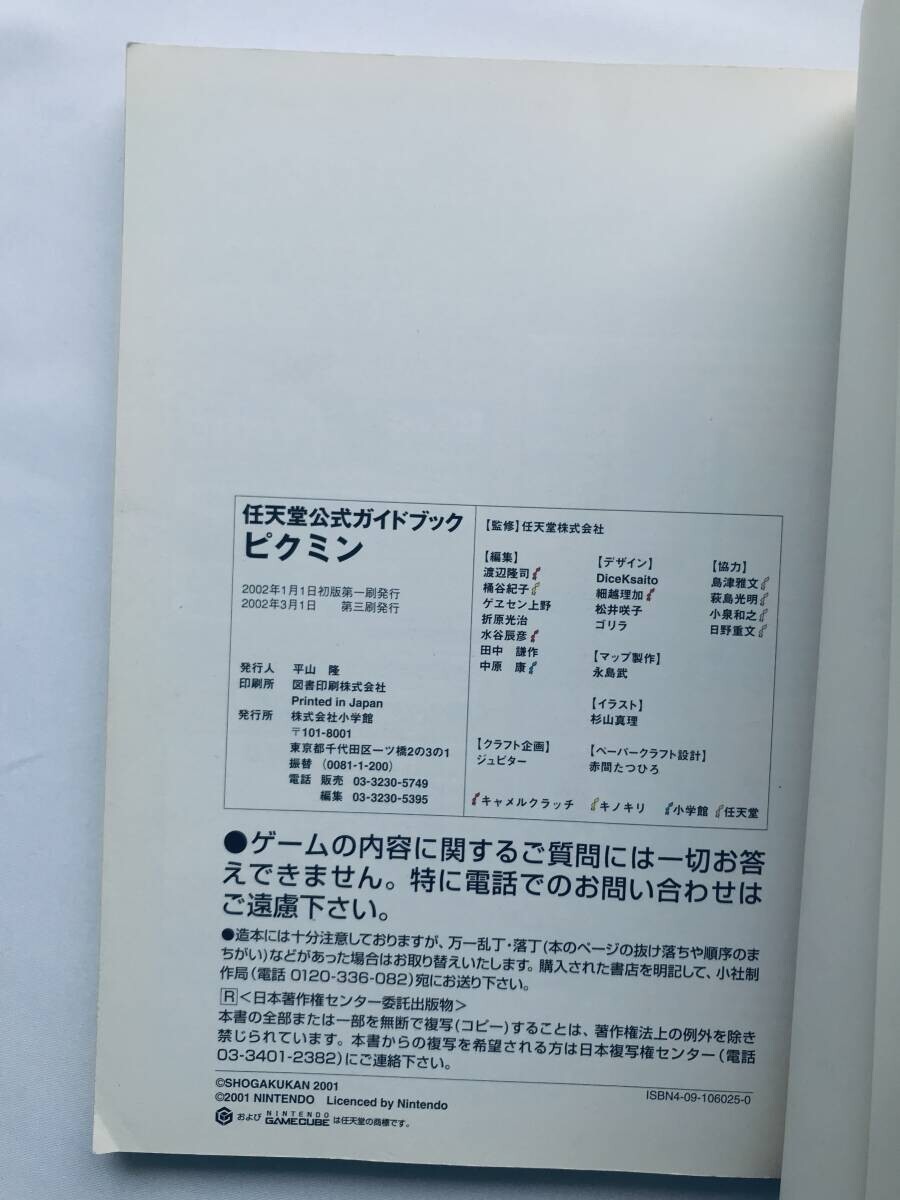 任天堂公式ガイドブック
ピクミン
2002年1月1日初版第一刷発行
2002年3月1日 第三刷発行
発行人 平山 隆
印刷所 図書印刷株式会社
Printed in Japan
発行所 株式会社小学館
〒101-8001
東京都千代田区一ツ橋2の3の1
振替 (0081-1-200)
電話 販売 03-3230-5749
編集 03-3230-5395
【監修】任天堂株式会社
【編集】
渡辺隆司
桶谷紀子
ゲヱセン上野
折原光治
水谷辰彦
田中 謙作
中原 康
【クラフト企画】
ジュピター
【デザイン】
DiceKsaito
細越理加
松井咲子
ゴリラ
【マップ製作】
永島武
【イラスト】
杉山真理
【ペーパークラフト設計】
赤間たつひろ
【協力】
島津雅文
萩島光明
小泉和之
日野重文
キャメルクラッチ キノキリ 小学館 任天堂
●ゲームの内容に関するご質問には一切お答
えできません。特に電話でのお問い合わせは
ご遠慮下さい。
●造本には十分注意しておりますが、万一乱丁・落丁(本のページの抜け落ちや順序のま
ちがい)などがあった場合はお取り替えいたします。購入された書店を明記して、小社制
作局(電話 0120-336-082)宛にお送り下さい。
R<日本著作権センター委託出版物>
本書の全部または一部を無断で複写(コピー)することは、著作権法上の例外を除き
禁じられています。本書からの複写を希望される方は日本複写権センター(電話
03-3401-2382)にご連絡下さい。
©SHOGAKUKAN 2001
©2001 NINTENDO Licenced by Nintendo
および NINTENDO GAMECUBE は任天堂の商標です。
ISBN4-09-106025-0